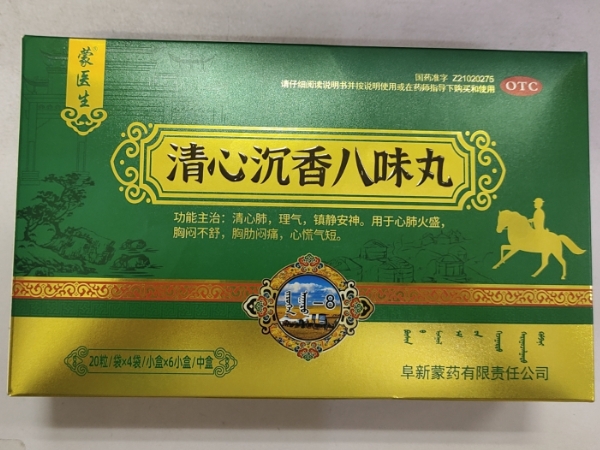 蒙医生
国药准字 Z21020275
请仔细阅读说明书并按说明使用或在药师指导下购买和使用
OTC
清心沉香八味丸
功能主治：清心肺，理气，镇静安神。用于心肺火盛，
胸闷不舒，胸肋闷痛，心慌气短。
-8
20粒/袋×4袋/小盒×6小盒/中盒
阜新蒙药有限责任公司